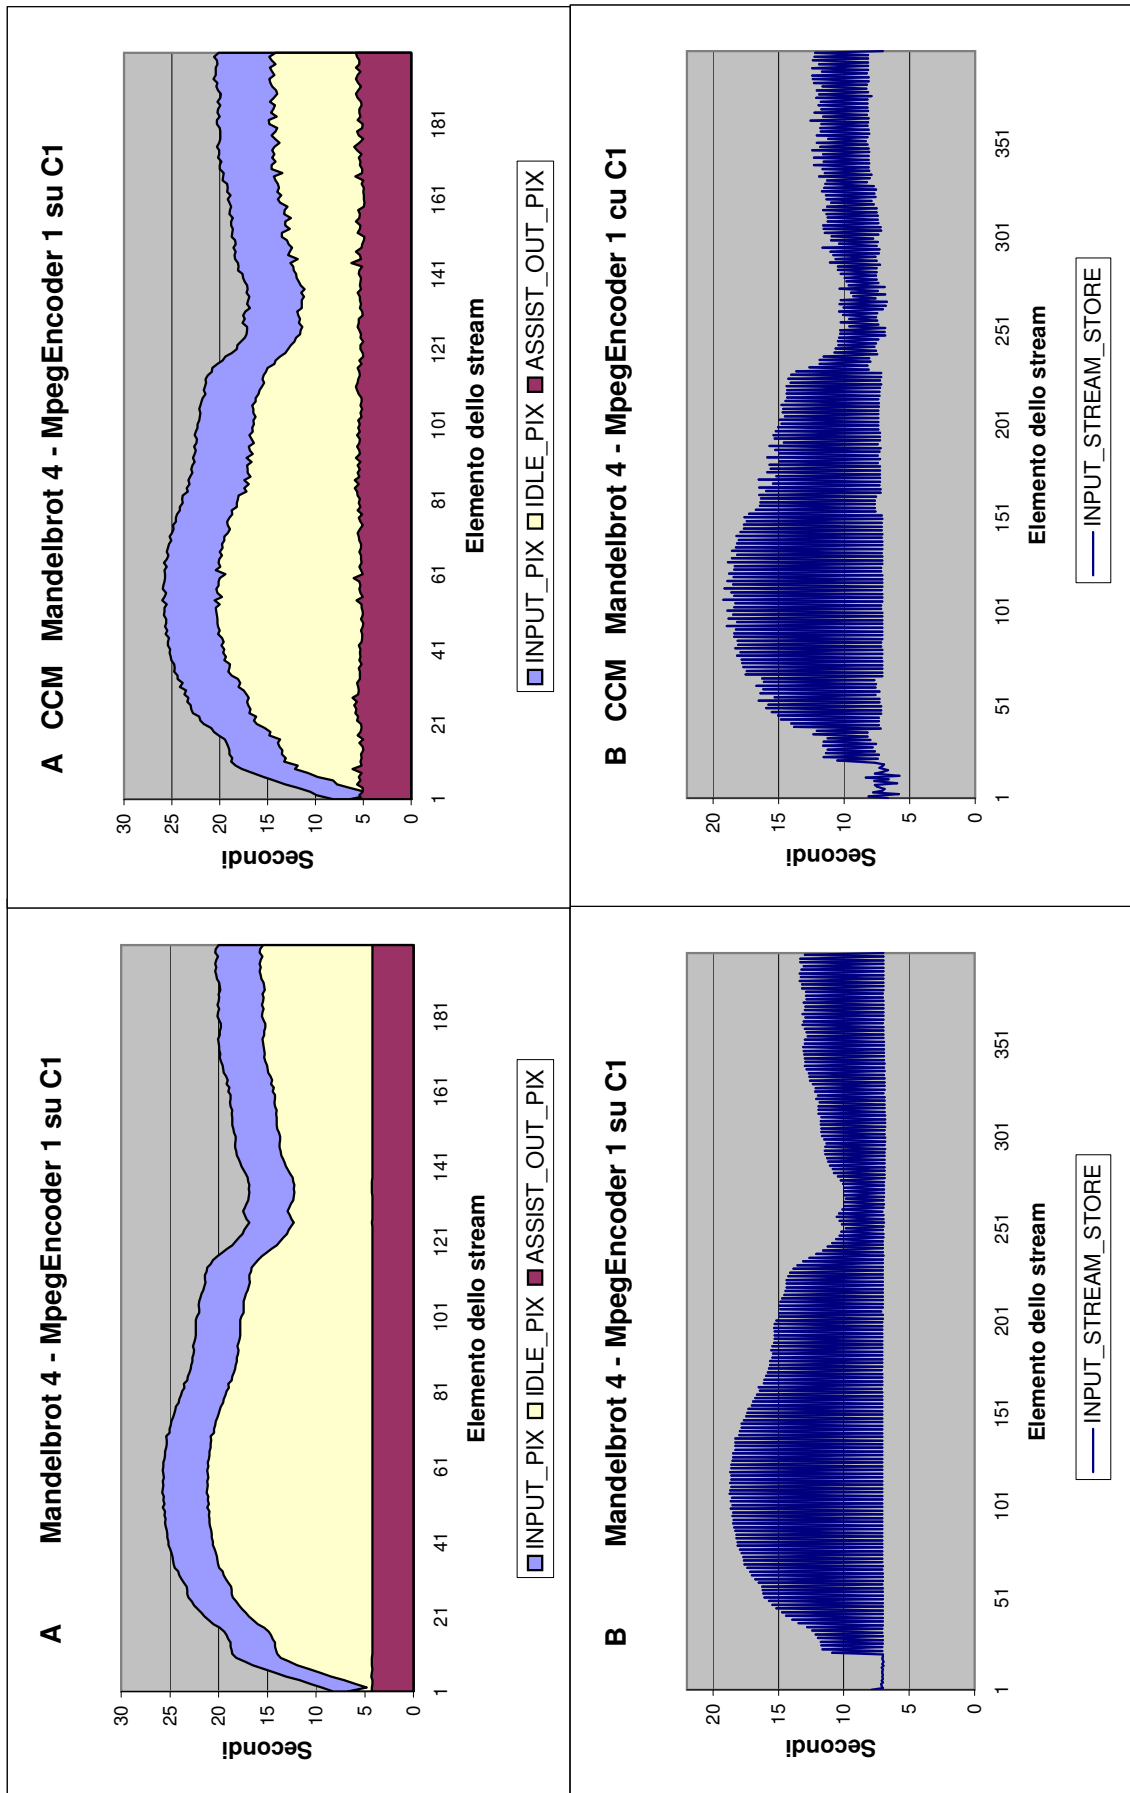 A Mandelbrot 4 - MpegEncoder 1 su C1
30
25
20
15
10
5
0
Secondi
1 21 41 61 81 101 121 141 161 181
Elemento dello stream
INPUT_PIX IDLE_PIX ASSIST_OUT_PIX
A CCM Mandelbrot 4 - MpegEncoder 1 su C1
30
25
20
15
10
5
0
Secondi
1 21 41 61 81 101 121 141 161 181
Elemento dello stream
INPUT_PIX IDLE_PIX ASSIST_OUT_PIX
B Mandelbrot 4 - MpegEncoder 1 su C1
20
15
10
5
0
Secondi
1 51 101 151 201 251 301 351
Elemento dello stream
INPUT_STREAM_STORE
B CCM Mandelbrot 4 - MpegEncoder 1 cu C1
20
15
10
5
0
Secondi
1 51 101 151 201 251 301 351
Elemento dello stream
INPUT_STREAM_STORE